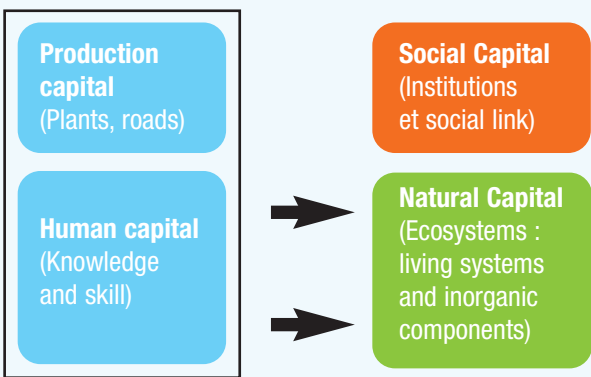 Production
capital
(Plants, roads)
Human capital
(Knowledge
and skill)
Social Capital
(Institutions
et social link)
Natural Capital
(Ecosystems :
living systems
and inorganic
components)